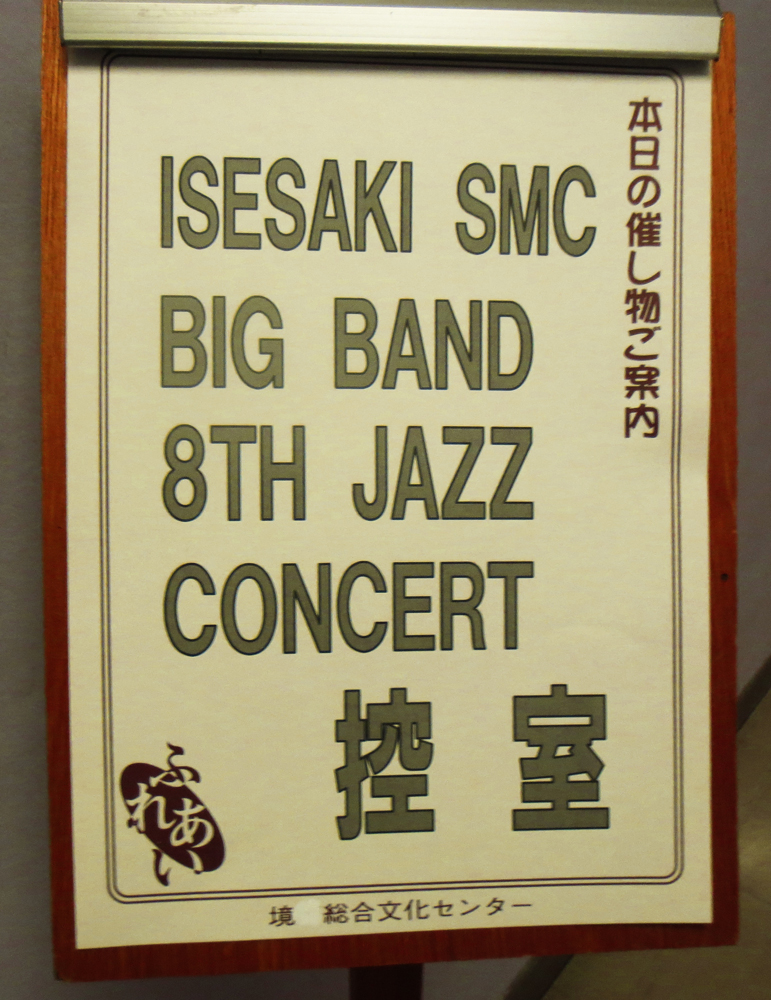 本日の催し物ご案内
ISESAKI SMC
BIG BAND
8TH JAZZ
CONCERT
控室
ふれあい
境 総合文化センター